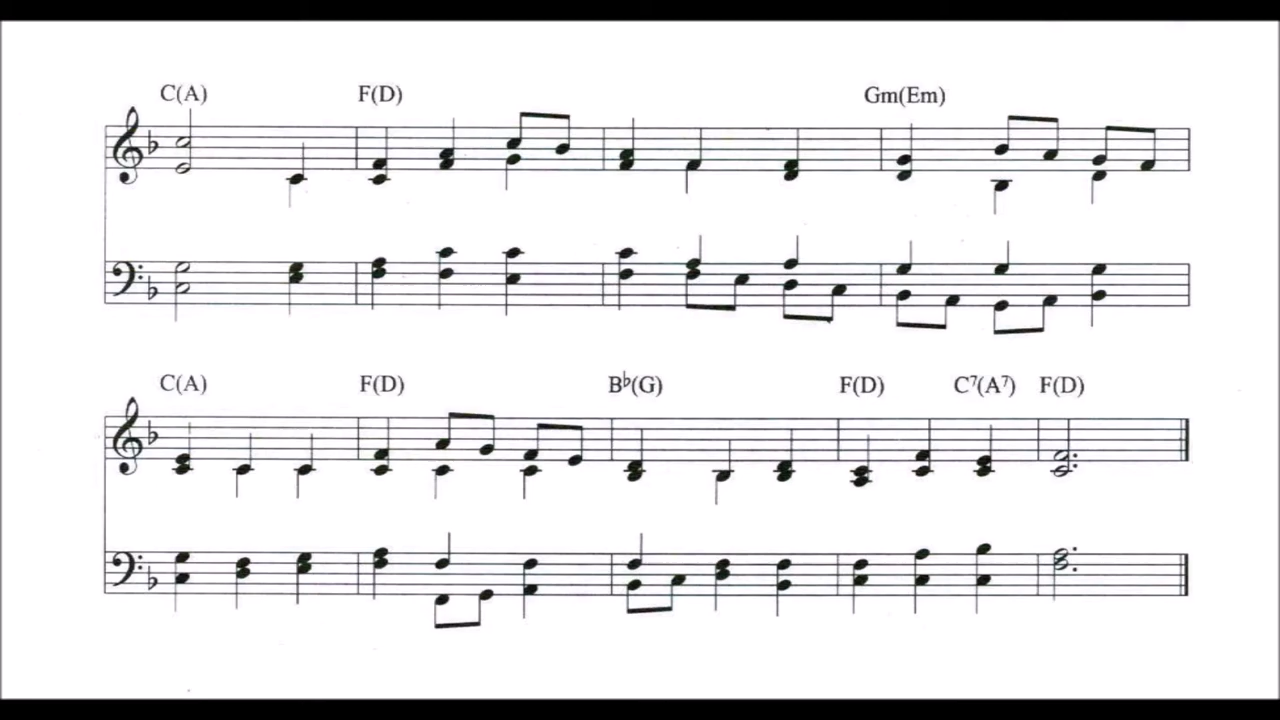 C(A) F(D) Gm(Em)
C(A) F(D) B♭(G) F(D) C⁷(A⁷) F(D)